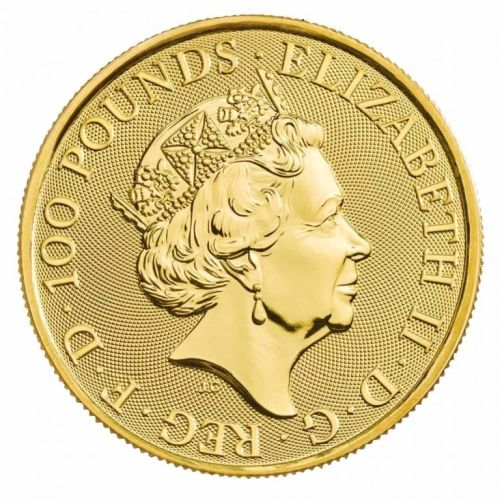 ELIZABETH II · D · G · REG · F · D · 100 POUNDS ·